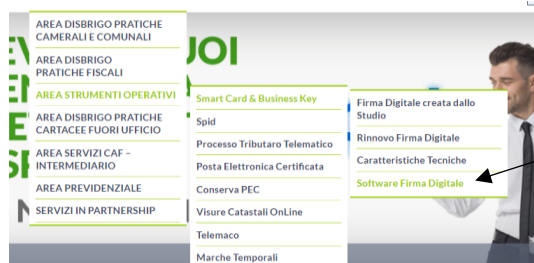 AREA DISBRIGO PRATICHE
CAMERALI E COMUNALI
AREA DISBRIGO
PRATICHE FISCALI
AREA STRUMENTI OPERATIVI
AREA DISBRIGO PRATICHE
CARTACEE FUORI UFFICIO
AREA SERVIZI CAF –
INTERMEDIARIO
AREA PREVIDENZIALE
SERVIZI IN PARTNERSHIP
Smart Card & Business Key
Spid
Processo Tributaro Telematico
Posta Elettronica Certificata
Conserva PEC
Visure Catastali OnLine
Telemaco
Marche Temporali
Firma Digitale creata dallo
Studio
Rinnovo Firma Digitale
Caratteristiche Tecniche
Software Firma Digitale